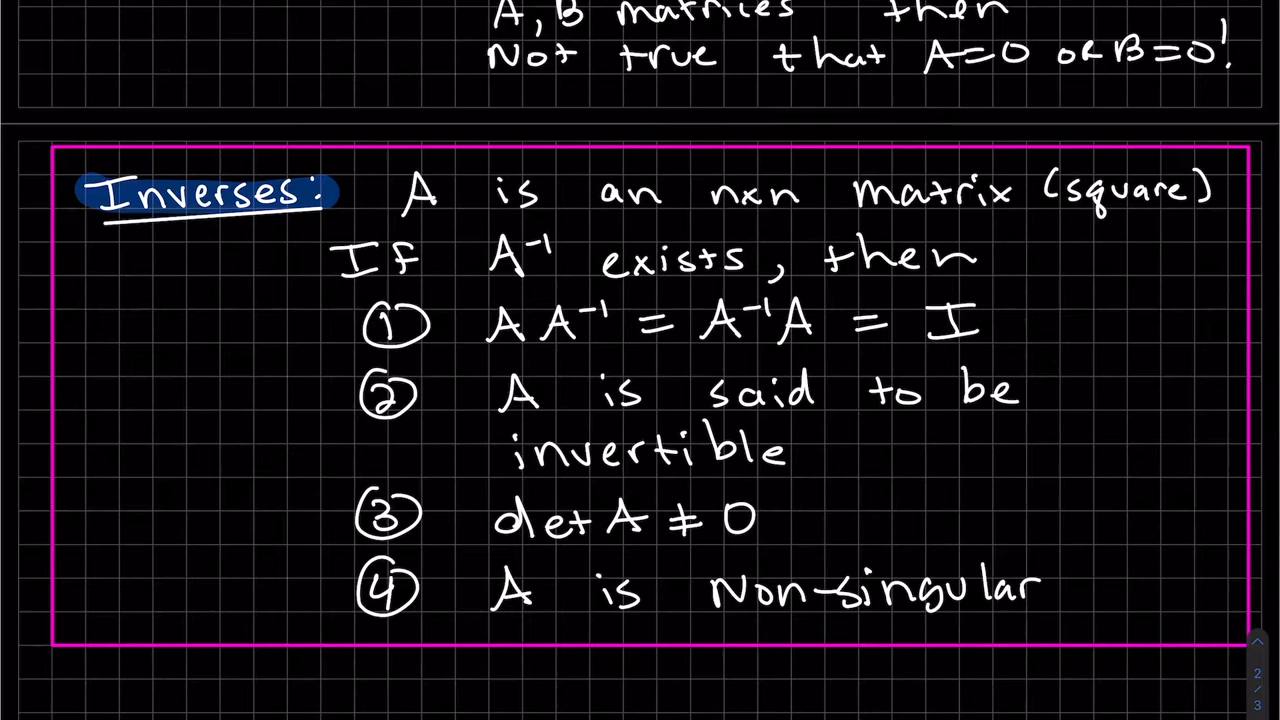 A, B matrices then
Not true that A=0 or B=0!
Inverses: A is an nxn matrix (square)
If A⁻¹ exists, then
① A A⁻¹ = A⁻¹A = I
② A is said to be
invertible
③ det A ≠ 0
④ A is Non-singular
2
/
3